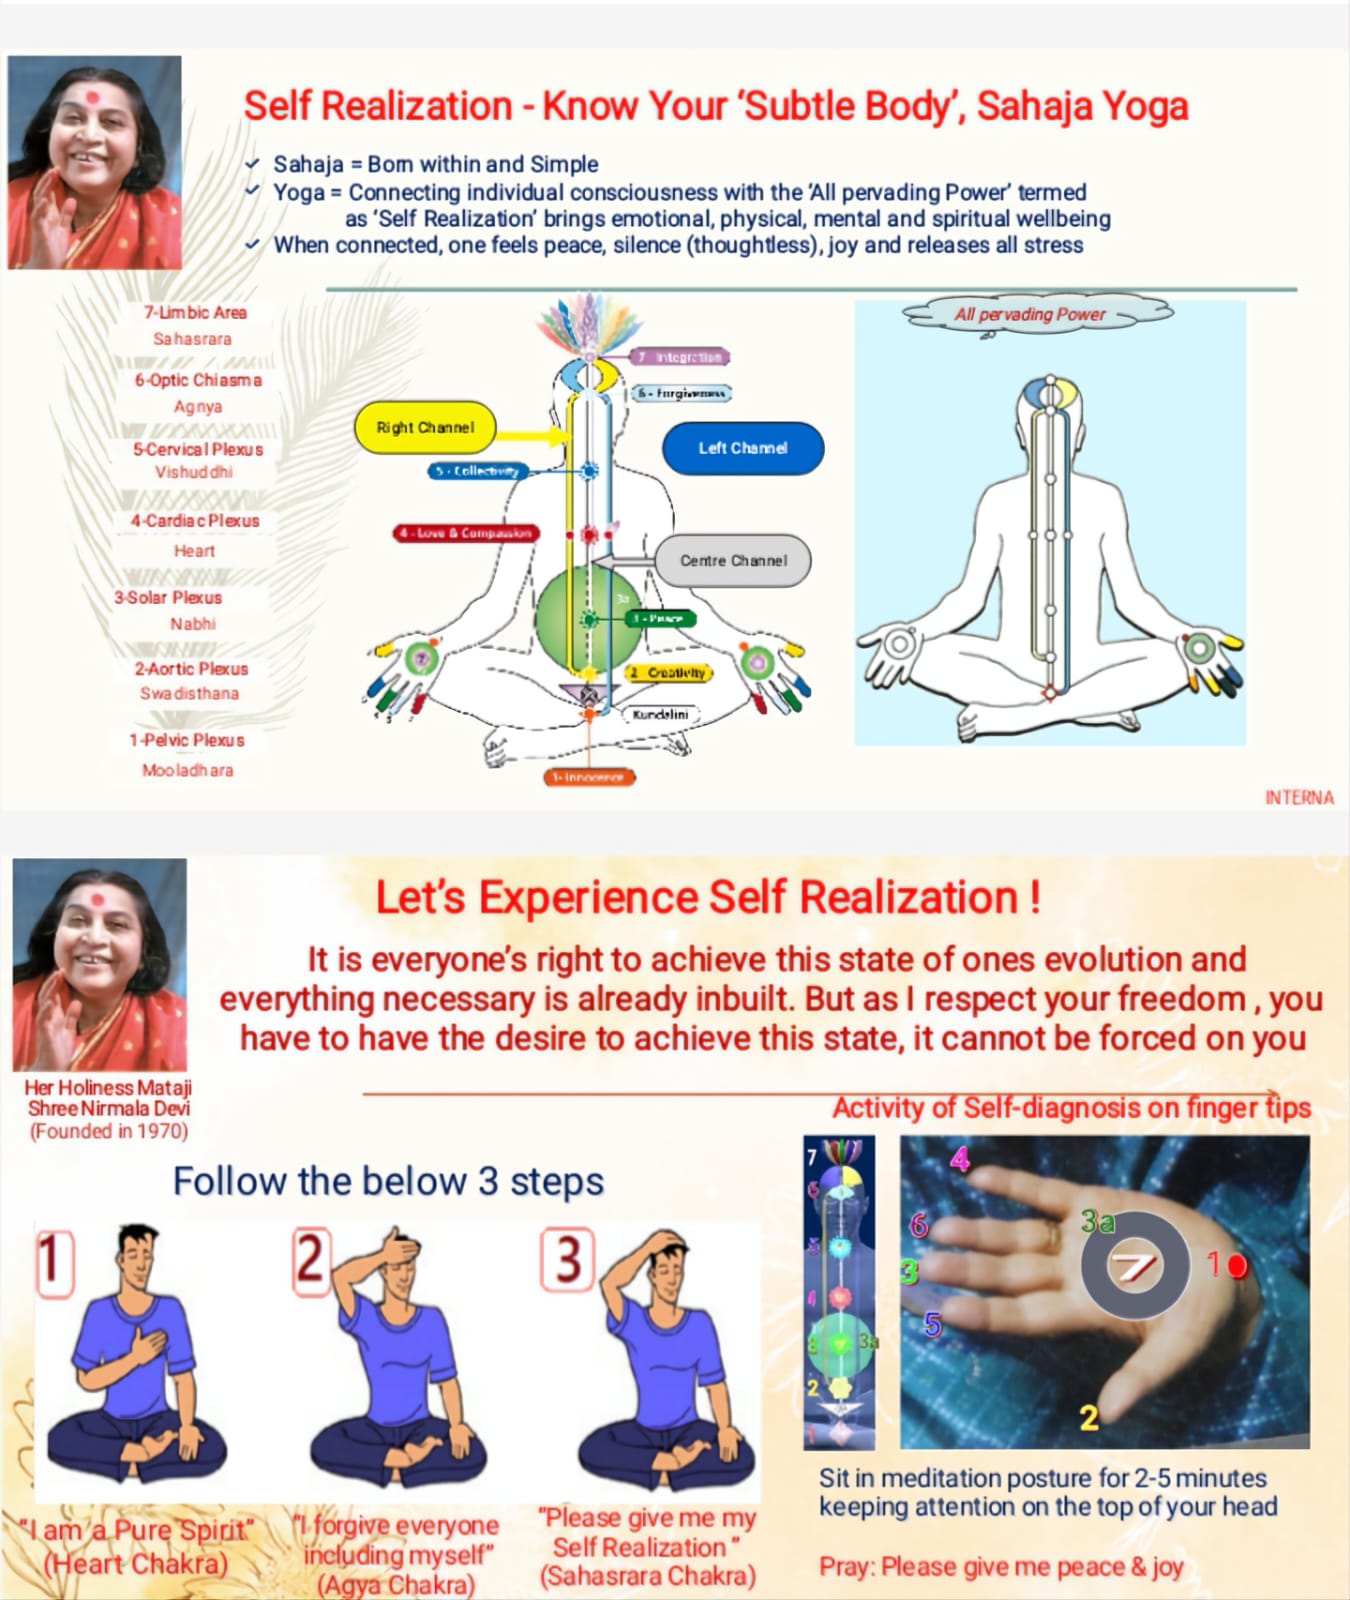 Self Realization - Know Your ‘Subtle Body’, Sahaja Yoga
Sahaja = Born within and Simple
Yoga = Connecting individual consciousness with the ‘All pervading Power’ termed
as ‘Self Realization’ brings emotional, physical, mental and spiritual wellbeing
When connected, one feels peace, silence (thoughtless), joy and releases all stress
7-Limbic Area
Sahasrara
6-Optic Chiasma
Agnya
5-Cervical Plexus
Vishuddhi
4-Cardiac Plexus
Heart
3-Solar Plexus
Nabhi
2-Aortic Plexus
Swadisthana
1-Pelvic Plexus
Mooladhara
7 - Integration
6 - Forgiveness
Right Channel
Left Channel
5 - Collectivity
4 - Love & Compassion
Centre Channel
3a
3 - Peace
2 - Creativity
Kundalini
1- Innocence
7
All pervading Power
INTERNA
Let’s Experience Self Realization !
It is everyone’s right to achieve this state of ones evolution and
everything necessary is already inbuilt. But as I respect your freedom , you
have to have the desire to achieve this state, it cannot be forced on you
Her Holiness Mataji
Shree Nirmala Devi
(Founded in 1970)
Activity of Self-diagnosis on finger tips
Follow the below 3 steps
1
2
3
“I am a Pure Spirit”
(Heart Chakra)
“I forgive everyone
including myself”
(Agya Chakra)
“Please give me my
Self Realization ”
(Sahasrara Chakra)
7
6
5
4
3
3a
2
1
4
6
3a
3
7
1
5
2
Sit in meditation posture for 2-5 minutes
keeping attention on the top of your head
Pray: Please give me peace & joy